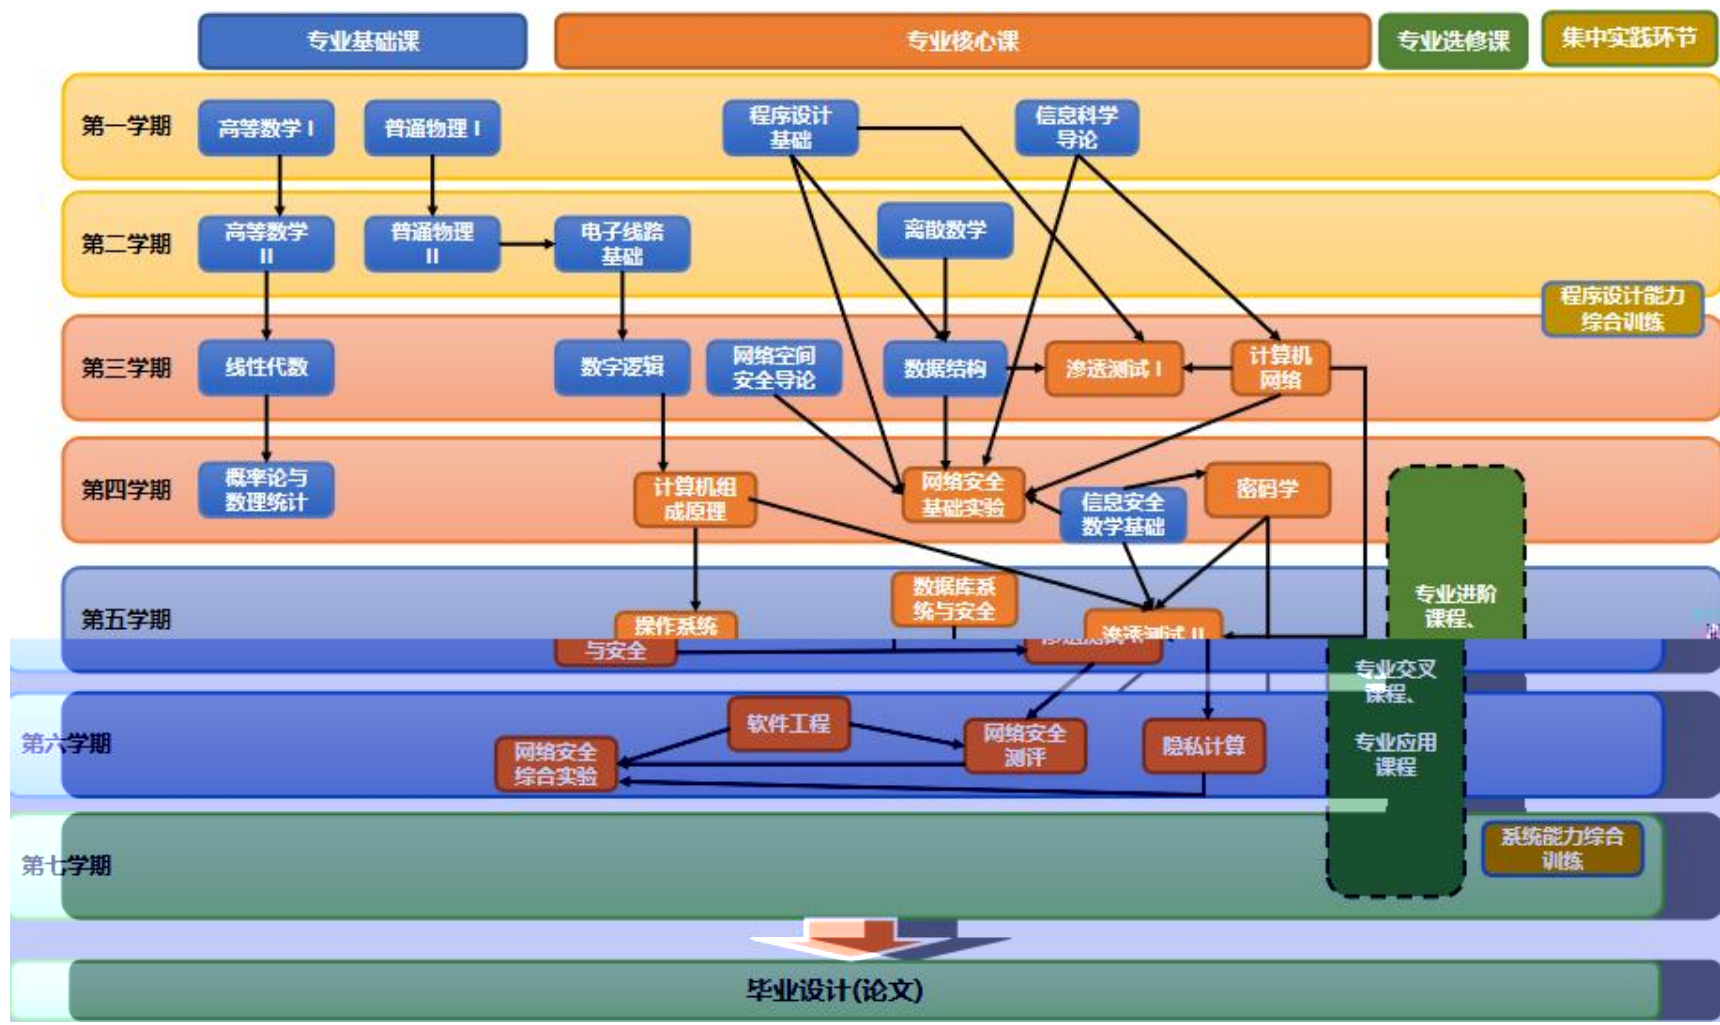 专业基础课
专业核心课
专业选修课
集中实践环节
第一学期
高等数学 I
普通物理 I
程序设计
基础
信息科学
导论
第二学期
高等数学
II
普通物理
II
电子线路
基础
离散数学
程序设计能力
综合训练
第三学期
线性代数
数字逻辑
网络空间
安全导论
数据结构
渗透测试 I
计算机
网络
第四学期
概率论与
数理统计
计算机组
成原理
网络安全
基础实验
信息安全
数学基础
密码学
第五学期
操作系统
与安全
数据库系
统与安全
渗透测试 II
专业进阶
课程、
专业交叉
课程、
专业应用
课程
第六学期
网络安全
综合实验
软件工程
网络安全
测评
隐私计算
第七学期
系统能力综合
训练
毕业设计(论文)